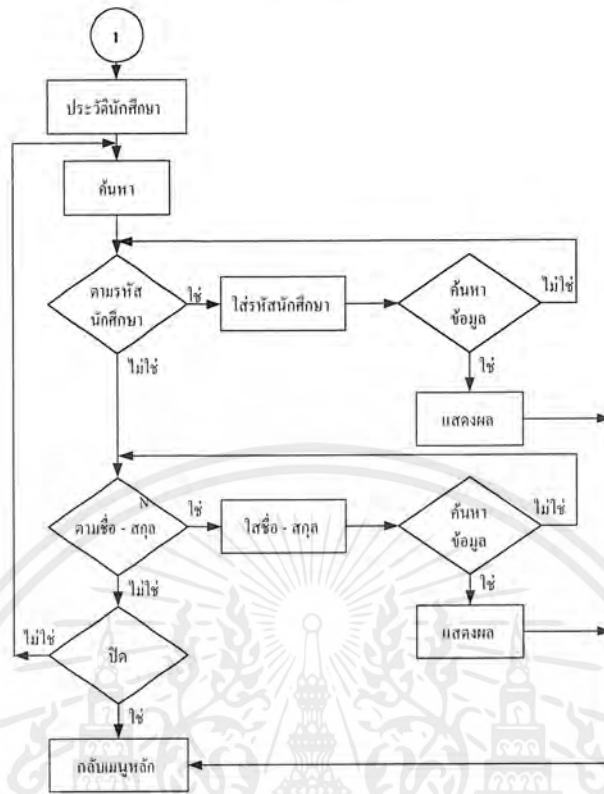 1
ประวัตินักศึกษา
ค้นหา
ตามรหัส
นักศึกษา
ใช่
ใส่รหัสนักศึกษา
ค้นหา
ข้อมูล
ไม่ใช่
ไม่ใช่
ใช่
แสดงผล
N
ตามชื่อ - สกุล
ใช่
ใสชื่อ - สกุล
ค้นหา
ข้อมูล
ไม่ใช่
ไม่ใช่
ใช่
แสดงผล
ไม่ใช่
ปิด
ใช่
กลับเมนูหลัก